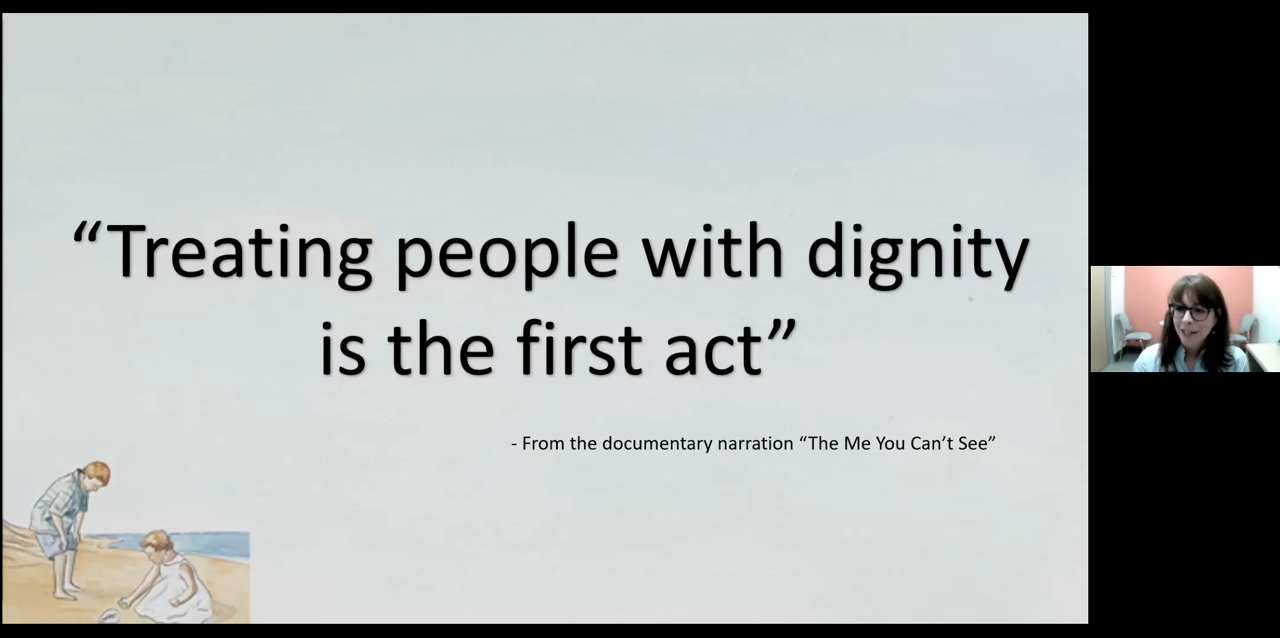 “Treating people with dignity
is the first act”
- From the documentary narration “The Me You Can’t See”